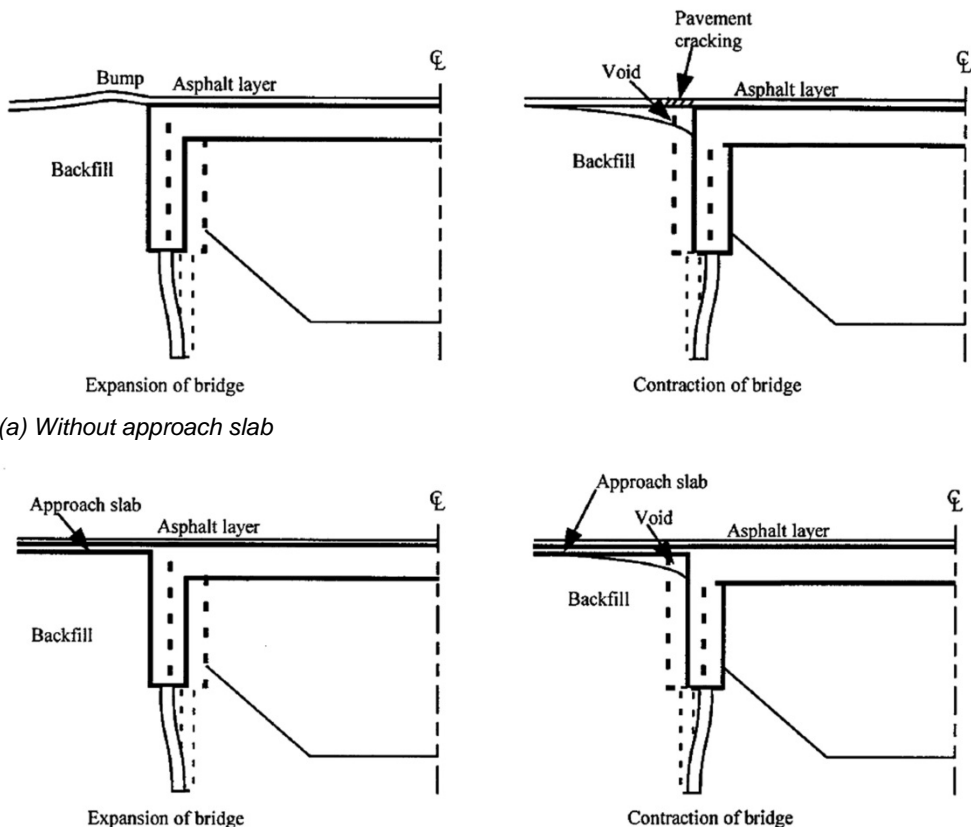 Pavement
cracking
℄
℄
Void
Bump
Asphalt layer
Asphalt layer
Backfill
Backfill
Expansion of bridge
Contraction of bridge
(a) Without approach slab
Approach slab
℄
Approach slab
℄
Asphalt layer
Void
Asphalt layer
Backfill
Backfill
Expansion of bridge
Contraction of bridge